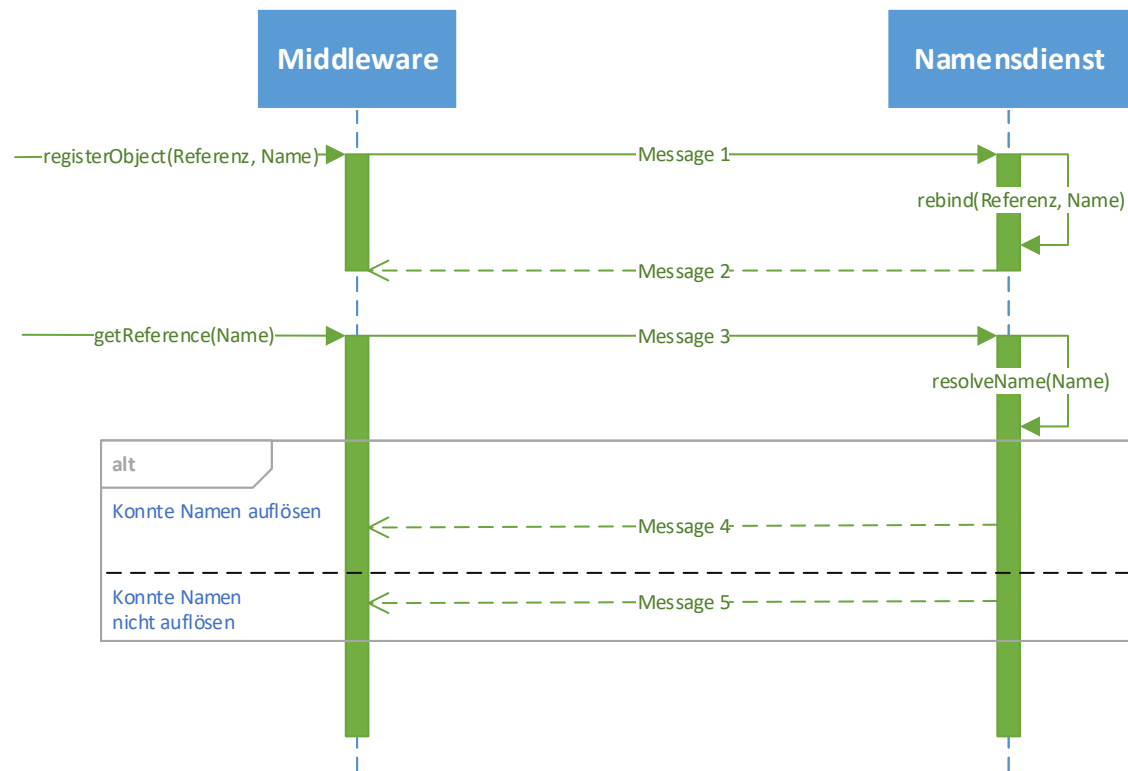 Middleware
Namensdienst
registerObject(Referenz, Name)
Message 1
rebind(Referenz, Name)
Message 2
getReference(Name)
Message 3
resolveName(Name)
alt
Konnte Namen auflösen
Message 4
Konnte Namen
nicht auflösen
Message 5